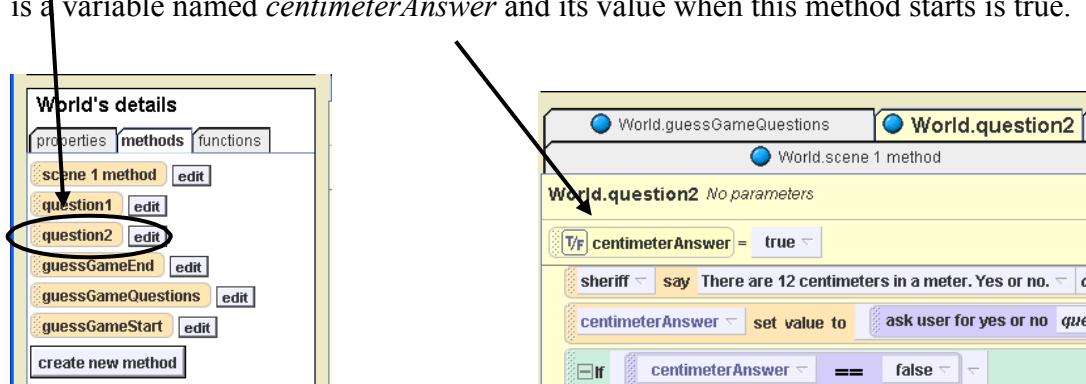 is a variable named centimeterAnswer and its value when this method starts is true.
World's details
properties methods functions
scene 1 method edit
question1 edit
question2 edit
guessGameEnd edit
guessGameQuestions edit
guessGameStart edit
create new method
World.guessGameQuestions World.question2
World.scene 1 method
World.question2 No parameters
T/F centimeterAnswer = true
sheriff say There are 12 centimeters in a meter. Yes or no.
centimeterAnswer set value to ask user for yes or no
If centimeterAnswer == false